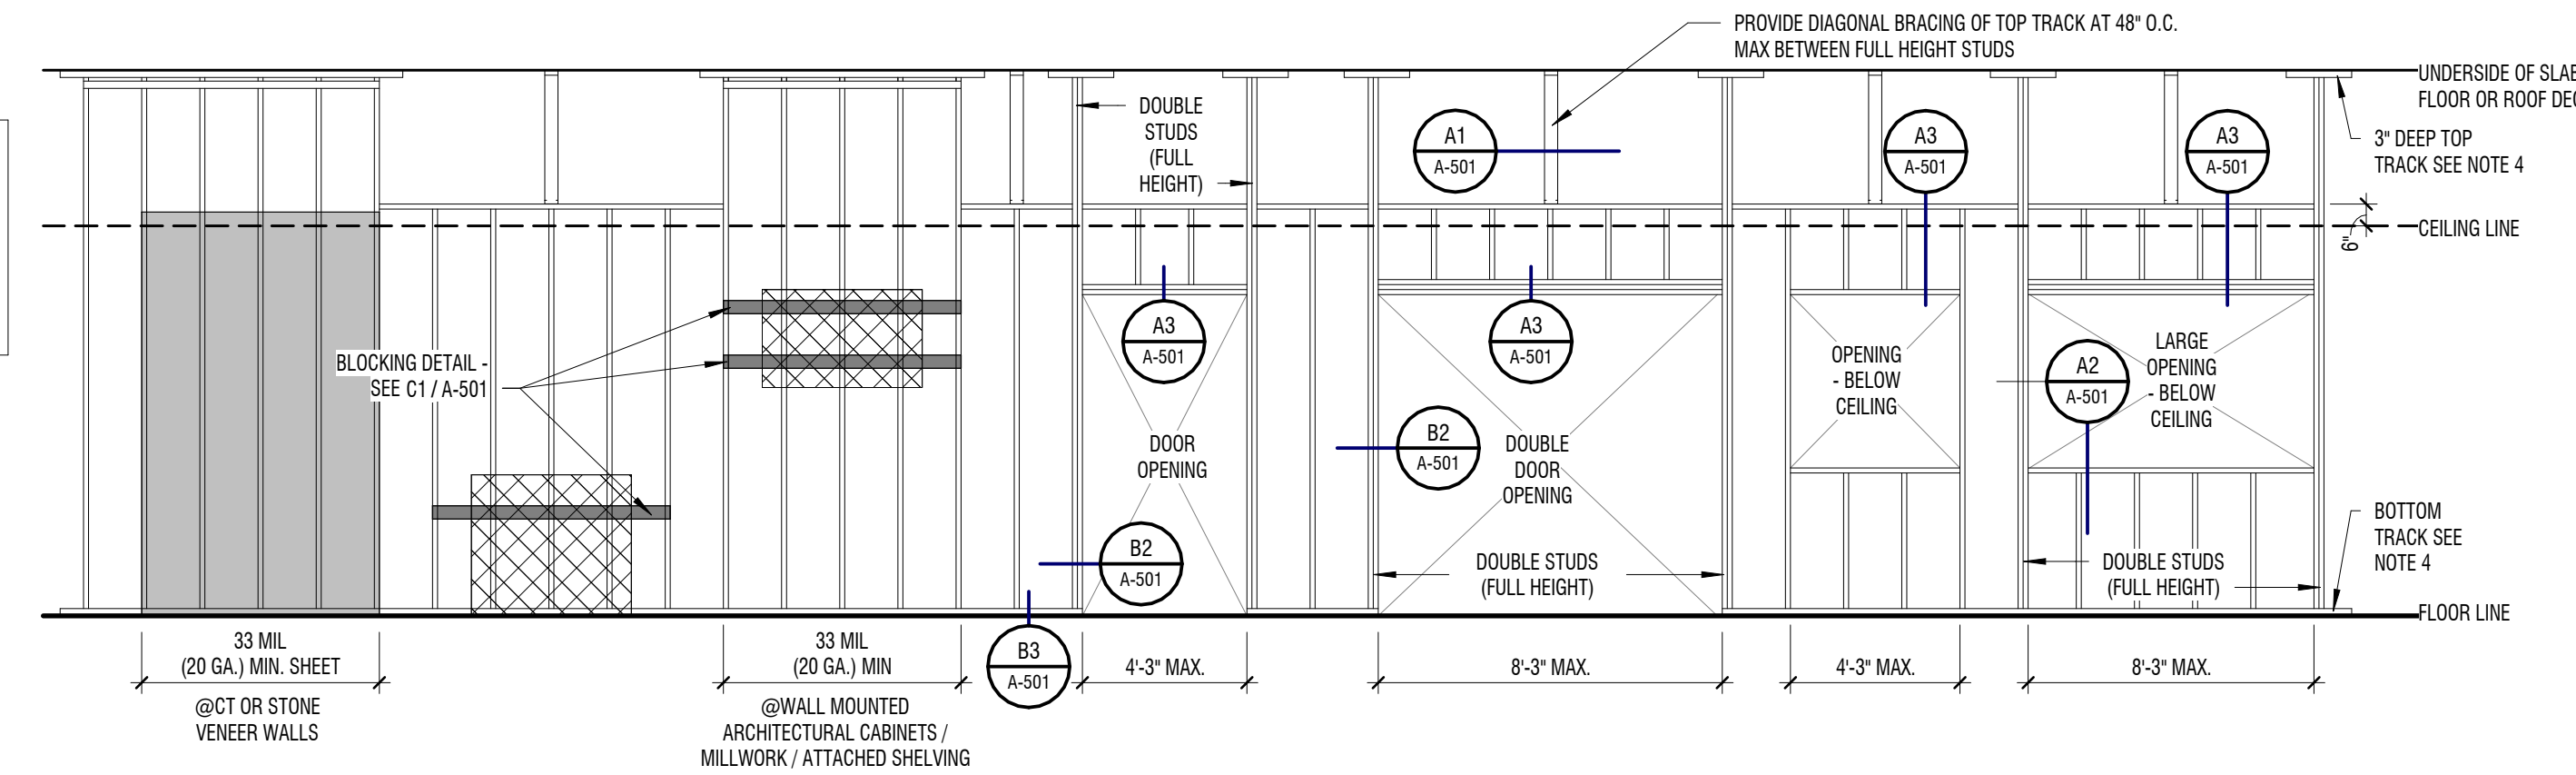 PROVIDE DIAGONAL BRACING OF TOP TRACK AT 48" O.C.
MAX BETWEEN FULL HEIGHT STUDS
UNDERSIDE OF SLAB
FLOOR OR ROOF DEC
3" DEEP TOP
TRACK SEE NOTE 4
DOUBLE
STUDS
(FULL
HEIGHT)
A1
A-501
A3
A-501
A3
A-501
CEILING LINE
6"
BLOCKING DETAIL -
SEE C1 / A-501
A3
A-501
A3
A-501
DOOR
OPENING
B2
A-501
DOUBLE
DOOR
OPENING
OPENING
- BELOW
CEILING
A2
A-501
LARGE
OPENING
- BELOW
CEILING
B2
A-501
DOUBLE STUDS
(FULL HEIGHT)
DOUBLE STUDS
(FULL HEIGHT)
BOTTOM
TRACK SEE
NOTE 4
FLOOR LINE
33 MIL
(20 GA.) MIN. SHEET
@CT OR STONE
VENEER WALLS
33 MIL
(20 GA.) MIN
@WALL MOUNTED
ARCHITECTURAL CABINETS /
MILLWORK / ATTACHED SHELVING
B3
A-501
4'-3" MAX.
8'-3" MAX.
4'-3" MAX.
8'-3" MAX.